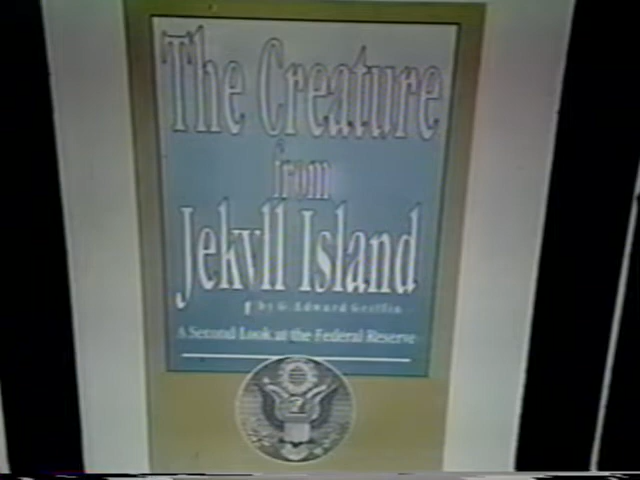 The Creature
from
Jekyll Island
by G. Edward Griffin
A Second Look at the Federal Reserve